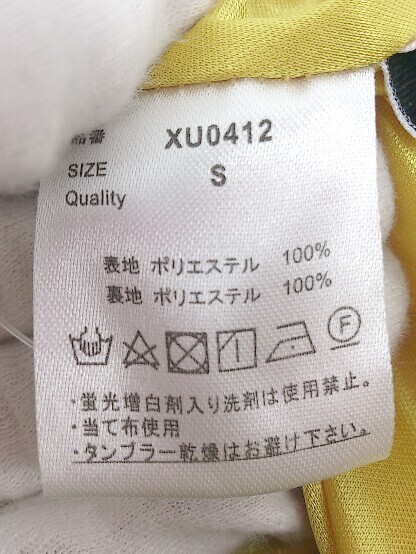 品番 XU0412
SIZE S
Quality
表地 ポリエステル 100%
裏地 ポリエステル 100%
F
・蛍光増白剤入り洗剤は使用禁止。
・当て布使用
・タンブラー乾燥はお避け下さい。